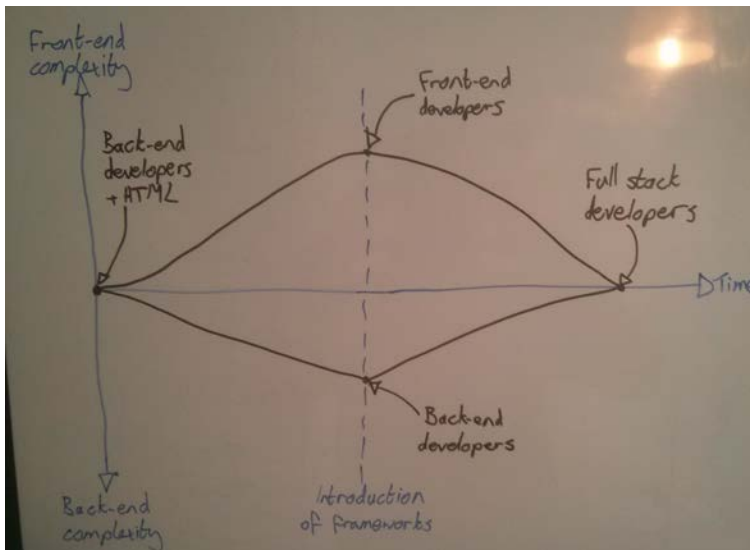 Front-end
complexity
Back-end
developers
+ HTML
Front-end
developers
Full stack
developers
Time
Back-end
developers
Introduction
of frameworks
Back-end
complexity